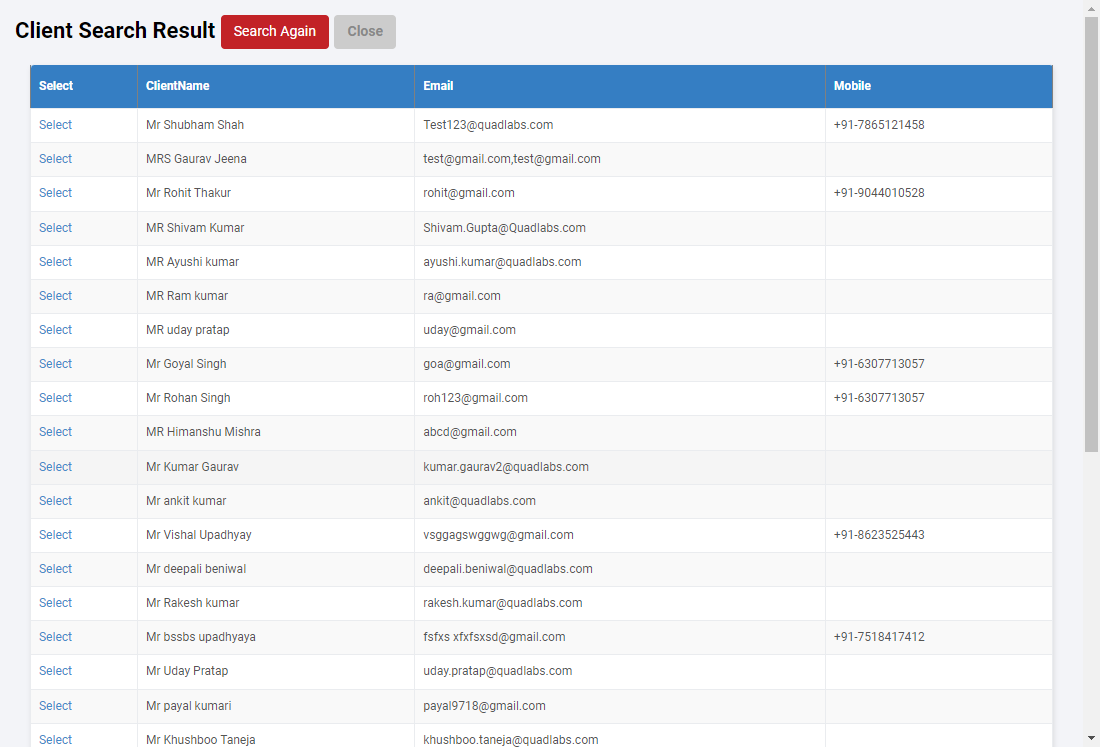 Client Search Result Search Again Close
Select ClientName Email Mobile
Select Mr Shubham Shah Test123@quadlabs.com +91-7865121458
Select MRS Gaurav Jeena test@gmail.com,test@gmail.com
Select Mr Rohit Thakur rohit@gmail.com +91-9044010528
Select MR Shivam Kumar Shivam.Gupta@Quadlabs.com
Select MR Ayushi kumar ayushi.kumar@quadlabs.com
Select MR Ram kumar ra@gmail.com
Select MR uday pratap uday@gmail.com
Select Mr Goyal Singh goa@gmail.com +91-6307713057
Select Mr Rohan Singh roh123@gmail.com +91-6307713057
Select MR Himanshu Mishra abcd@gmail.com
Select Mr Kumar Gaurav kumar.gaurav2@quadlabs.com
Select Mr ankit kumar ankit@quadlabs.com
Select Mr Vishal Upadhyay vsggagswggwg@gmail.com +91-8623525443
Select Mr deepali beniwal deepali.beniwal@quadlabs.com
Select Mr Rakesh kumar rakesh.kumar@quadlabs.com
Select Mr bssbs upadhyaya fsfxs xfxfsxsd@gmail.com +91-7518417412
Select Mr Uday Pratap uday.pratap@quadlabs.com
Select Mr payal kumari payal9718@gmail.com
Select Mr Khushboo Taneja khushboo.taneja@quadlabs.com